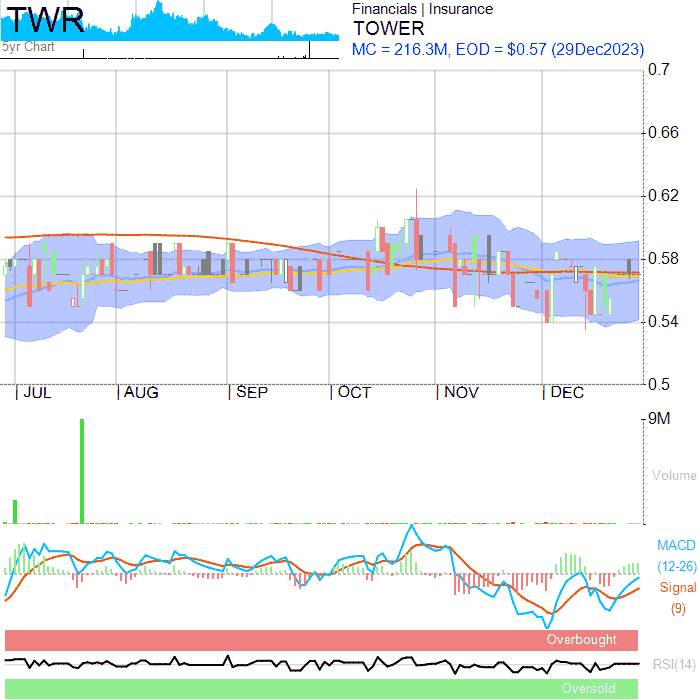 TWR
5yr Chart
Financials | Insurance
TOWER
MC = 216.3M, EOD = $0.57 (29Dec2023)
0.7
0.66
0.62
0.58
0.54
0.5
JUL AUG SEP OCT NOV DEC
9M
Volume
MACD
(12-26)
Signal
(9)
Overbought
RSI(14)
Oversold